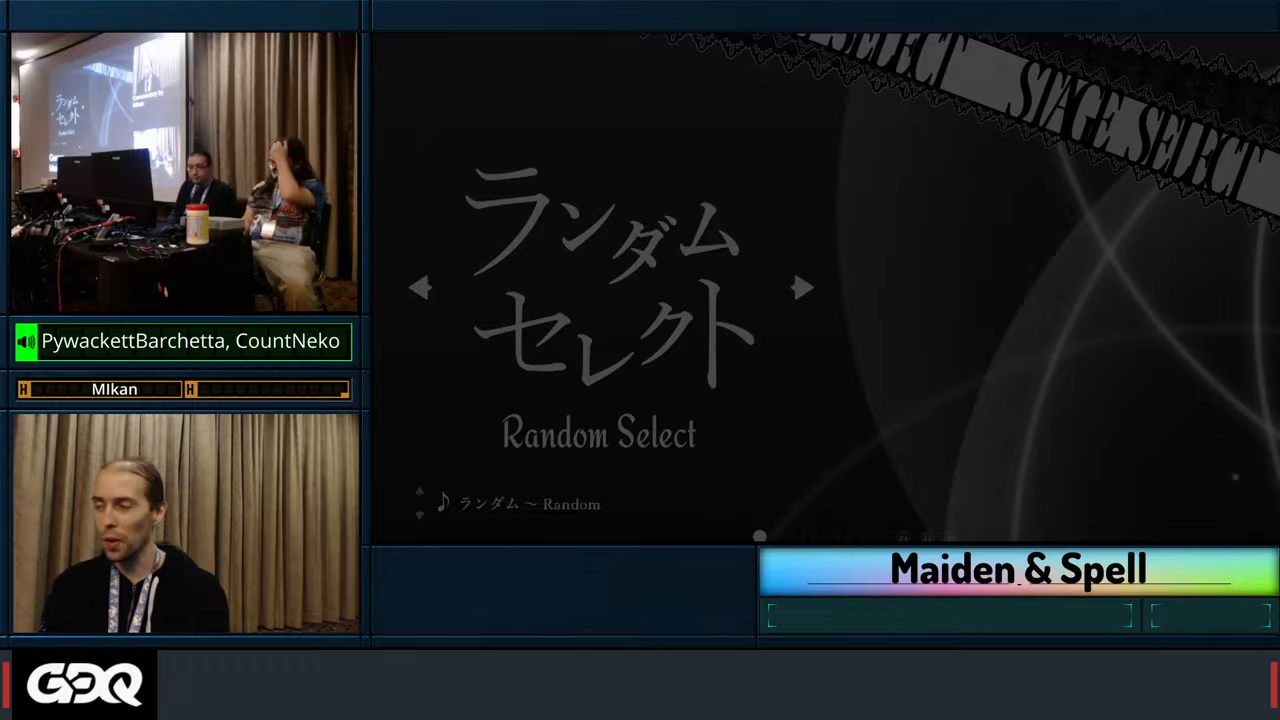 SELECT STAGE SELECT
ランダム
セレクト
Random Select
♪ ランダム ~ Random
PywackettBarchetta, CountNeko
MIkan
Maiden & Spell
GDQ